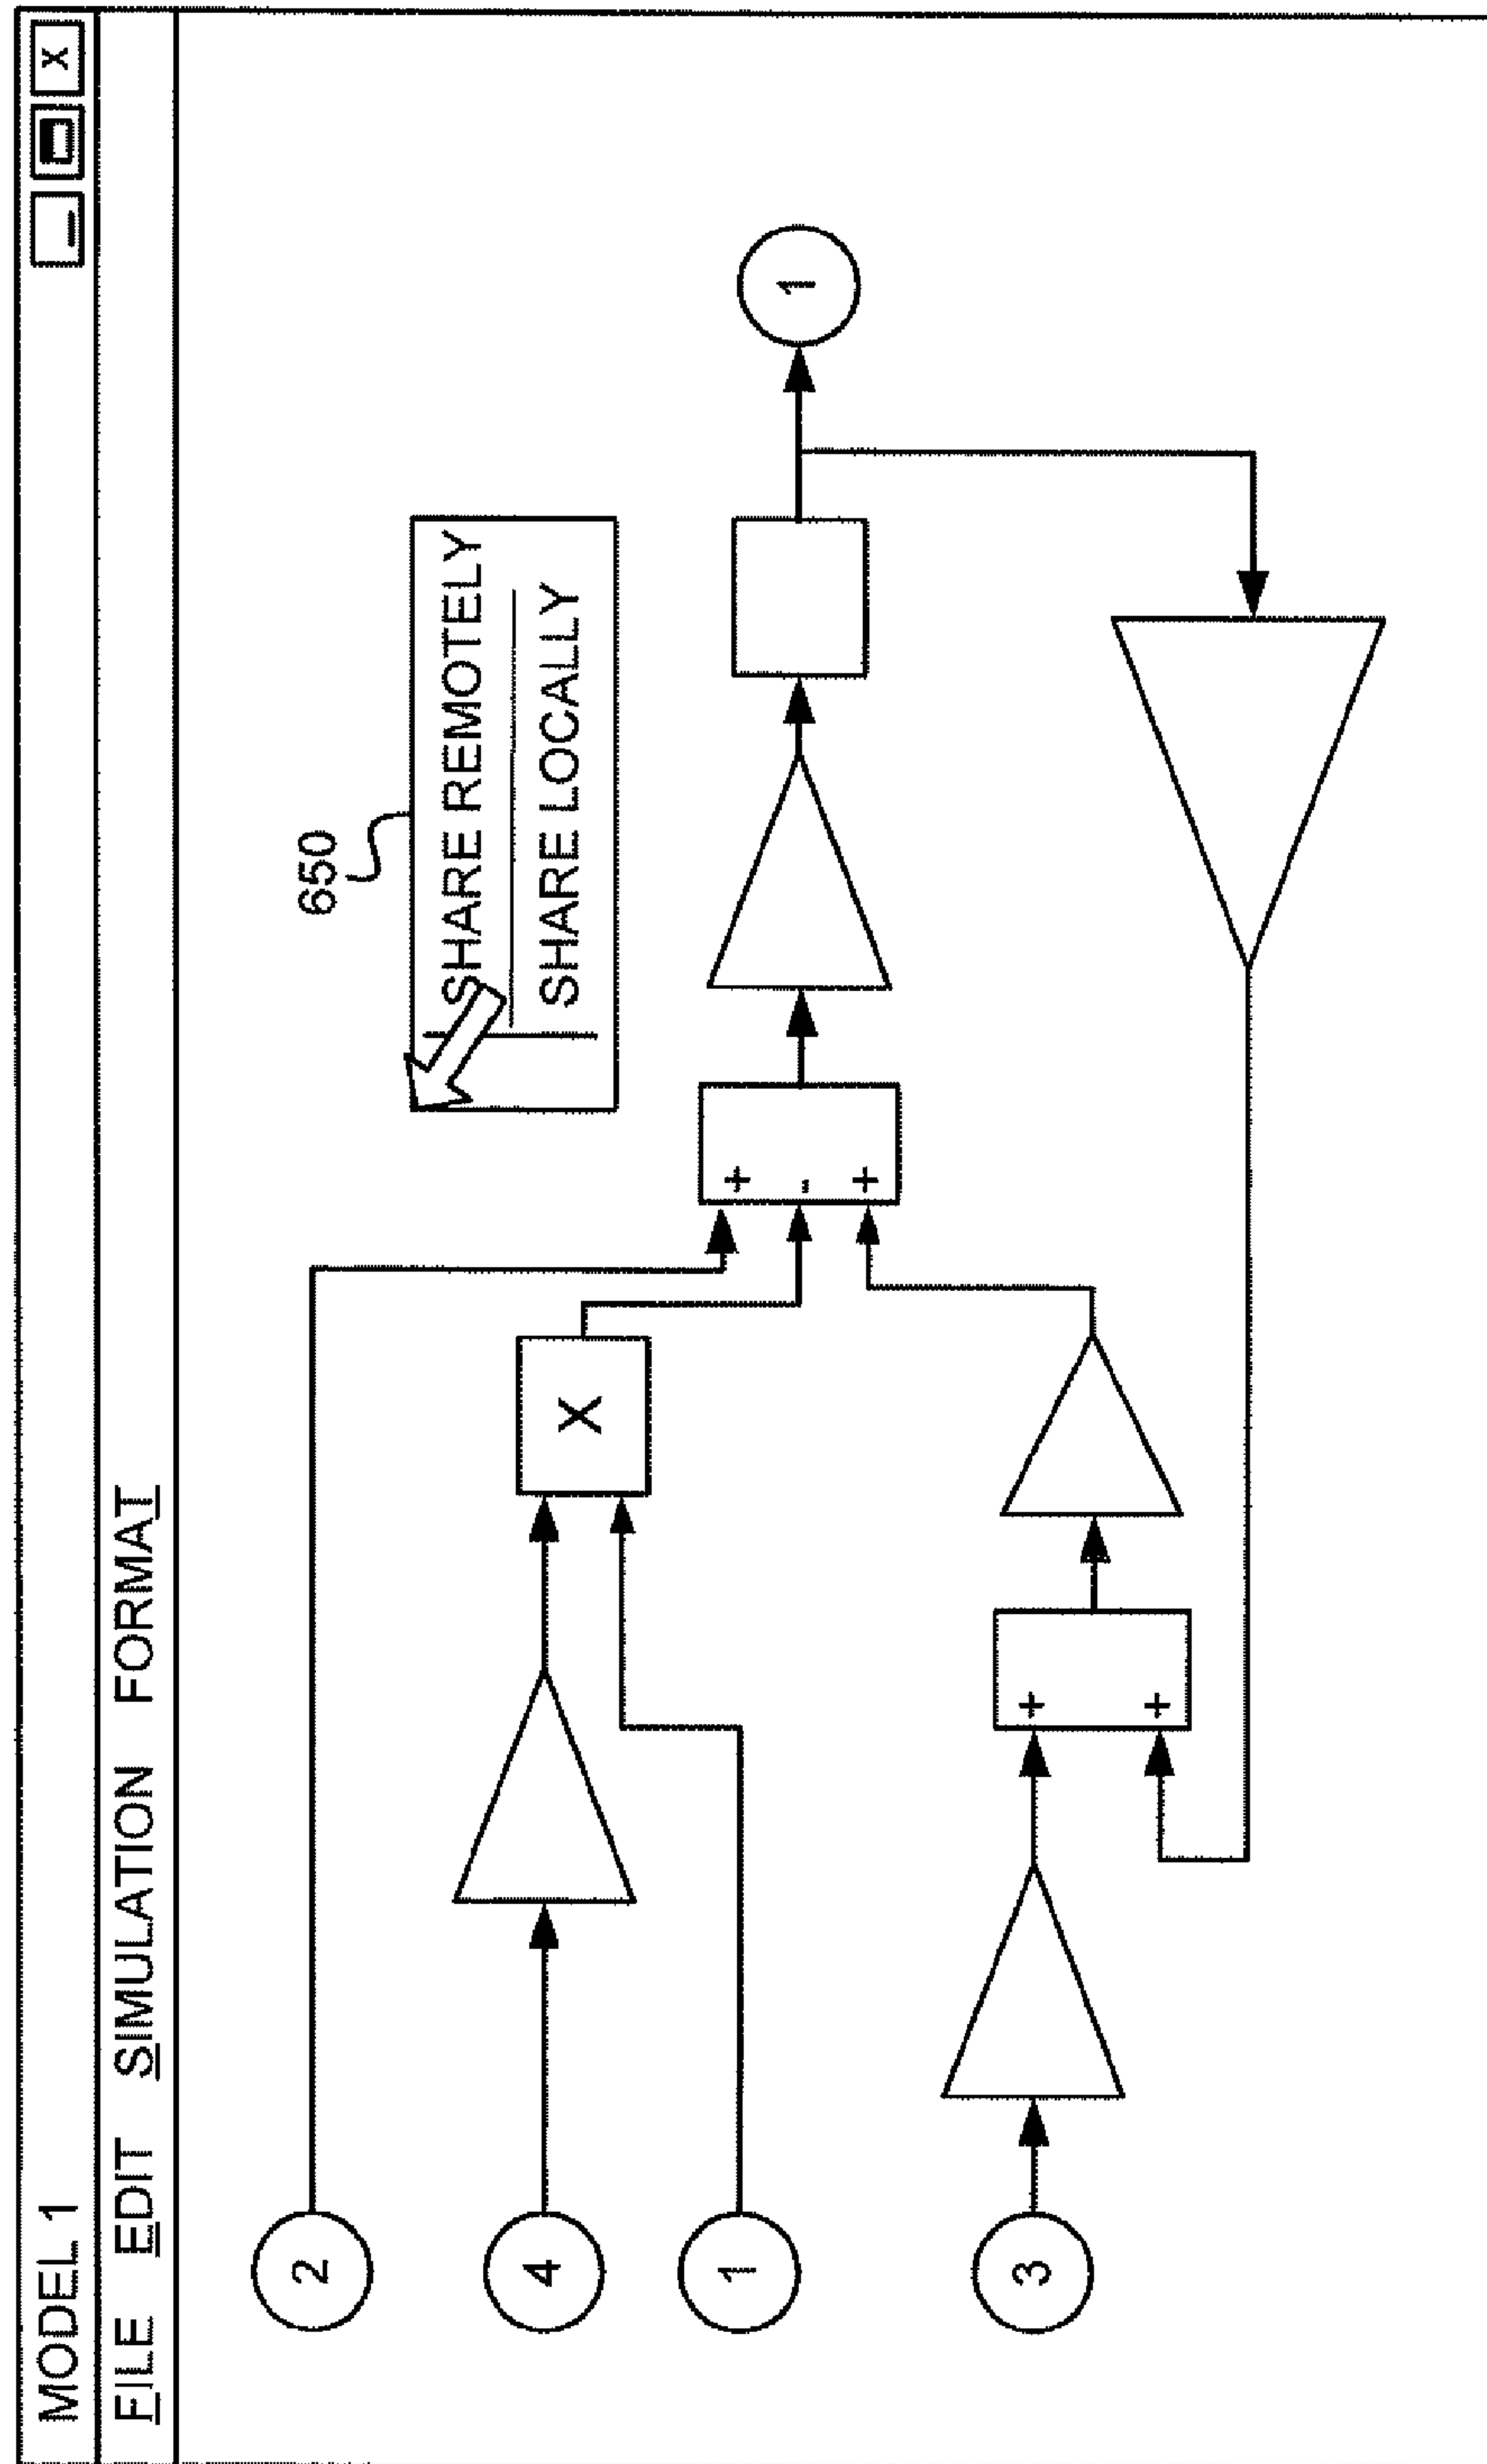 MODEL 1
_ X
FILE EDIT SIMULATION FORMAT
650
SHARE REMOTELY
SHARE LOCALLY
2
4
X
1
+
-
+
1
3
+
+